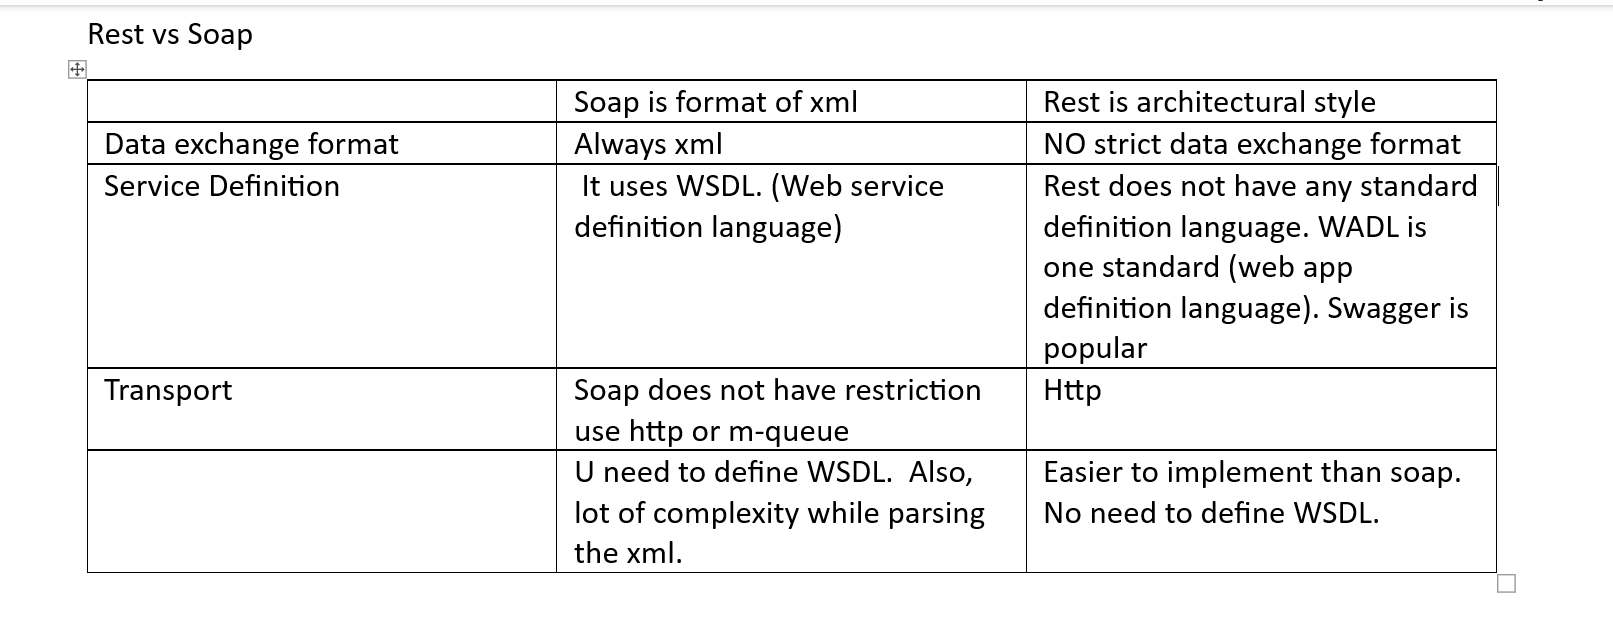 Rest vs Soap
Soap is format of xml
Rest is architectural style
Data exchange format
Always xml
NO strict data exchange format
Service Definition
It uses WSDL. (Web service
definition language)
Rest does not have any standard
definition language. WADL is
one standard (web app
definition language). Swagger is
popular
Transport
Soap does not have restriction
use http or m-queue
Http
U need to define WSDL.  Also,
lot of complexity while parsing
the xml.
Easier to implement than soap.
No need to define WSDL.